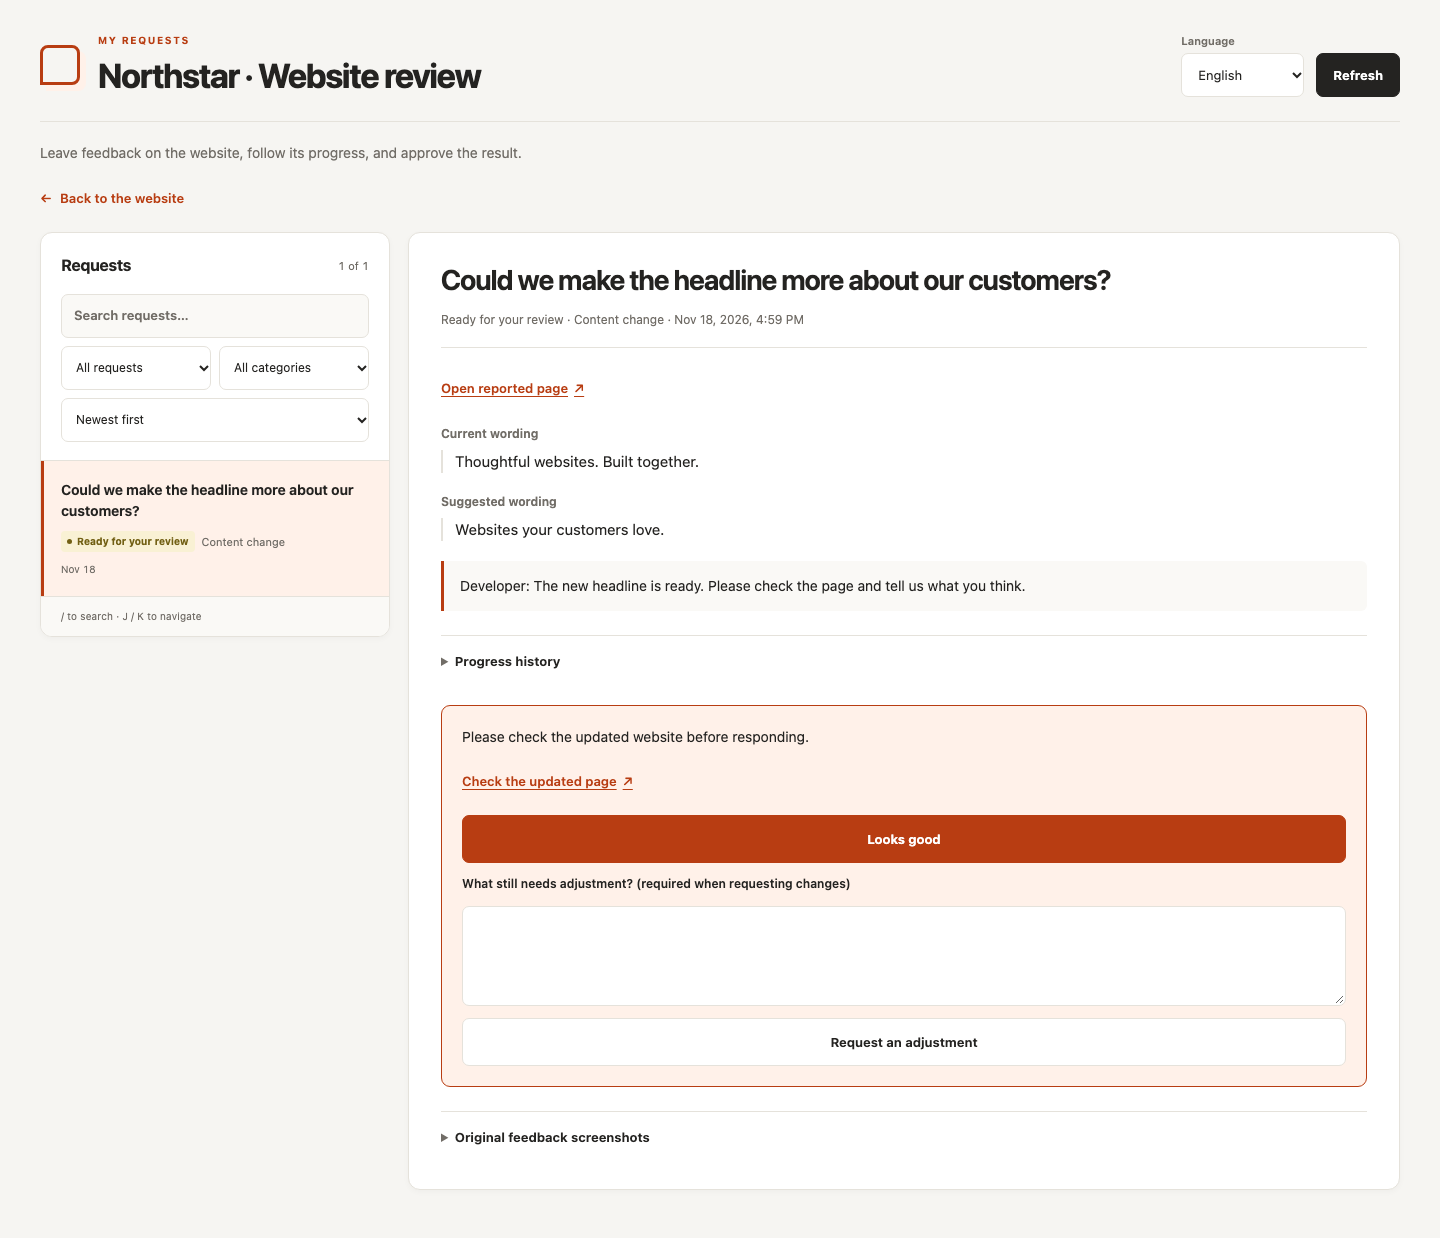 MY REQUESTS
Northstar · Website review
Language
English
Refresh
Leave feedback on the website, follow its progress, and approve the result.
← Back to the website
Requests
1 of 1
Search requests...
All requests
All categories
Newest first
Could we make the headline more about our
customers?
Ready for your review
Content change
Nov 18
/ to search · J / K to navigate
Could we make the headline more about our customers?
Ready for your review · Content change · Nov 18, 2026, 4:59 PM
Open reported page ↗
Current wording
Thoughtful websites. Built together.
Suggested wording
Websites your customers love.
Developer: The new headline is ready. Please check the page and tell us what you think.
Progress history
Please check the updated website before responding.
Check the updated page ↗
Looks good
What still needs adjustment? (required when requesting changes)
Request an adjustment
Original feedback screenshots